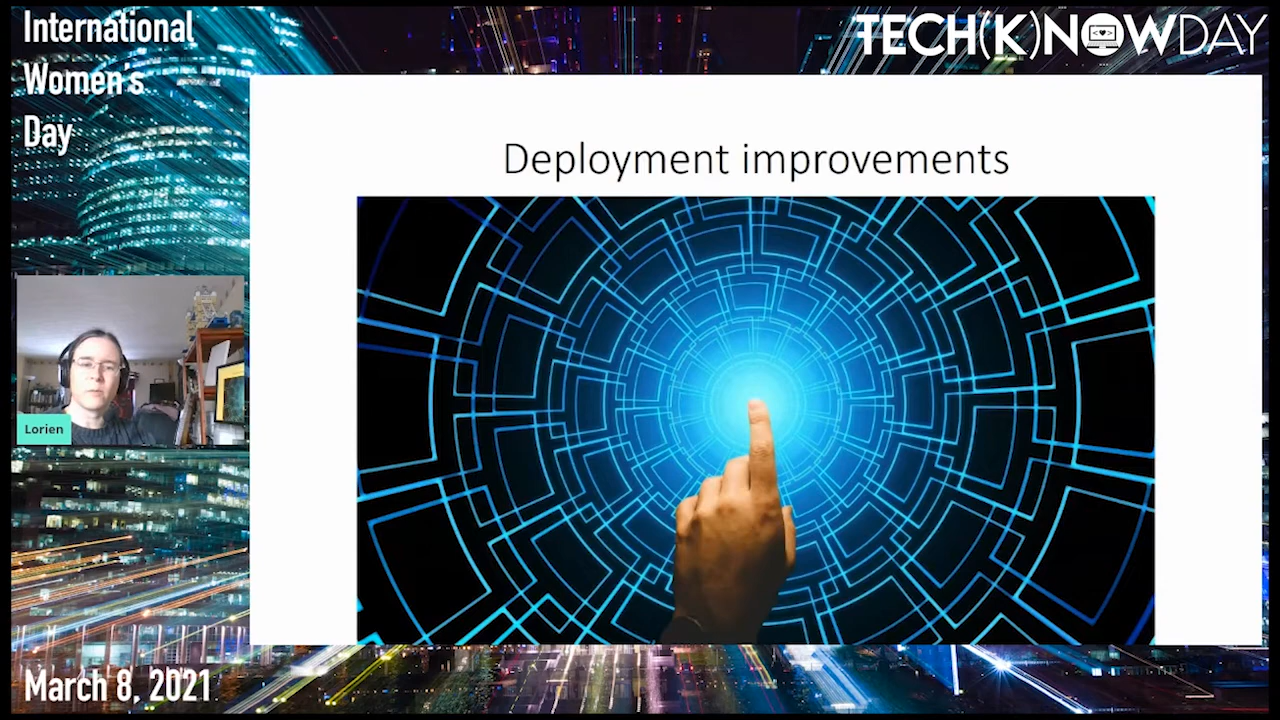 International
Women's
Day
TECH(K)NOWDAY
Deployment improvements
Lorien
March 8, 2021